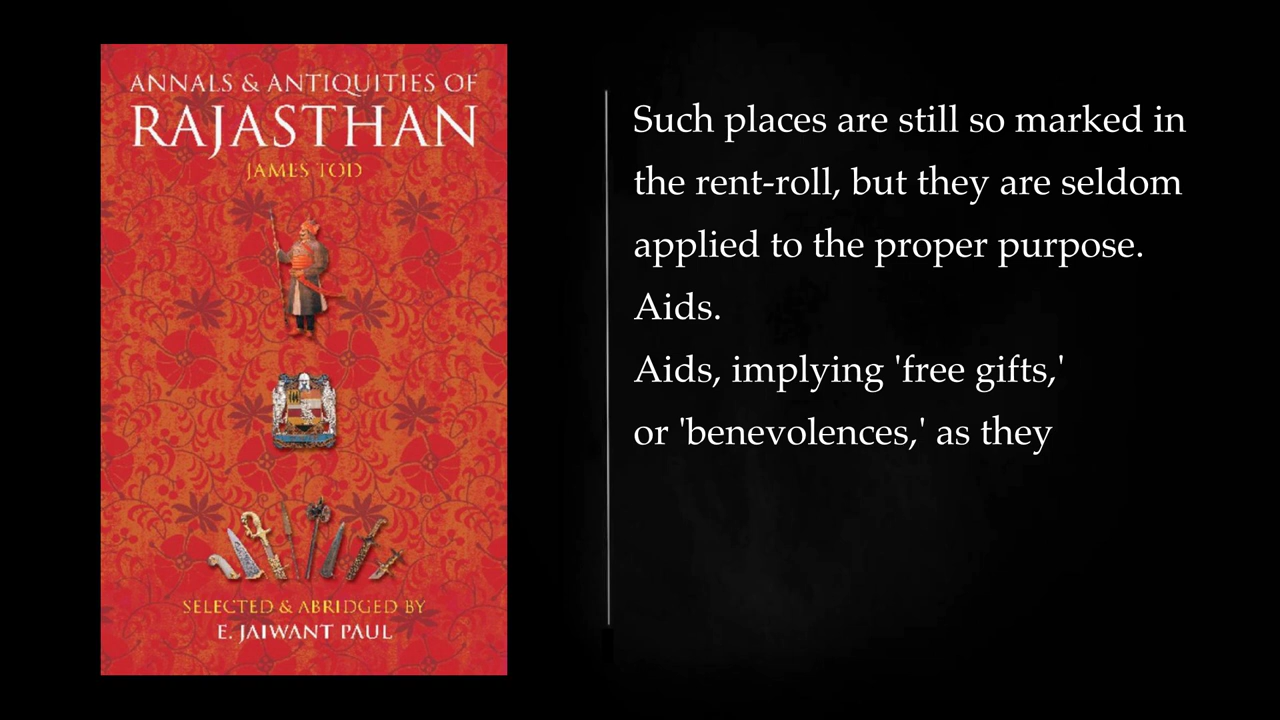 ANNALS & ANTIQUITIES OF
RAJASTHAN
JAMES TOD
SELECTED & ABRIDGED BY
E. JAIWANT PAUL
Such places are still so marked in
the rent-roll, but they are seldom
applied to the proper purpose.
Aids.
Aids, implying 'free gifts,'
or 'benevolences,' as they